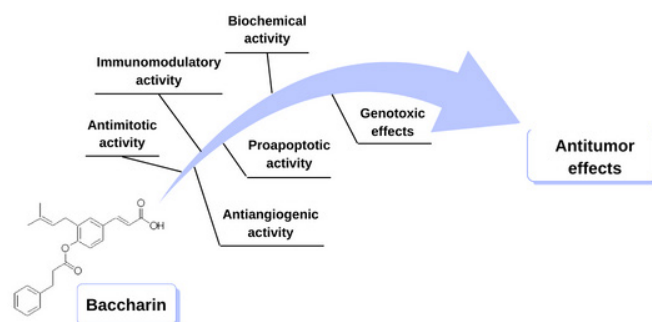 Biochemical
activity
Immunomodulatory
activity
Antimitotic
activity
Genotoxic
effects
Proapoptotic
activity
Antiangiogenic
activity
Antitumor
effects
O
OH
O
O
Baccharin